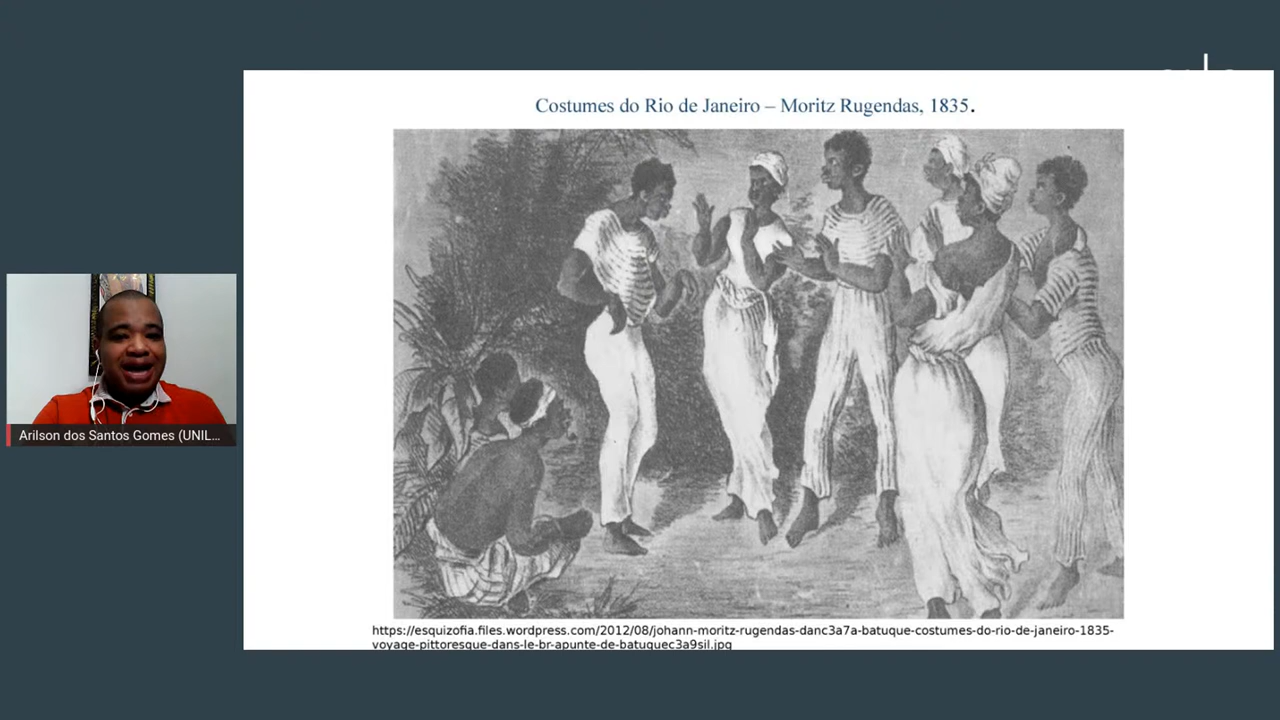 Costumes do Rio de Janeiro – Moritz Rugendas, 1835.
Arilson dos Santos Gomes (UNIL...
https://esquizofia.files.wordpress.com/2012/08/johann-moritz-rugendas-danc3a7a-batuque-costumes-do-rio-de-janeiro-1835-
voyage-pittoresque-dans-le-br-apunte-de-batuquec3a9sil.jpg